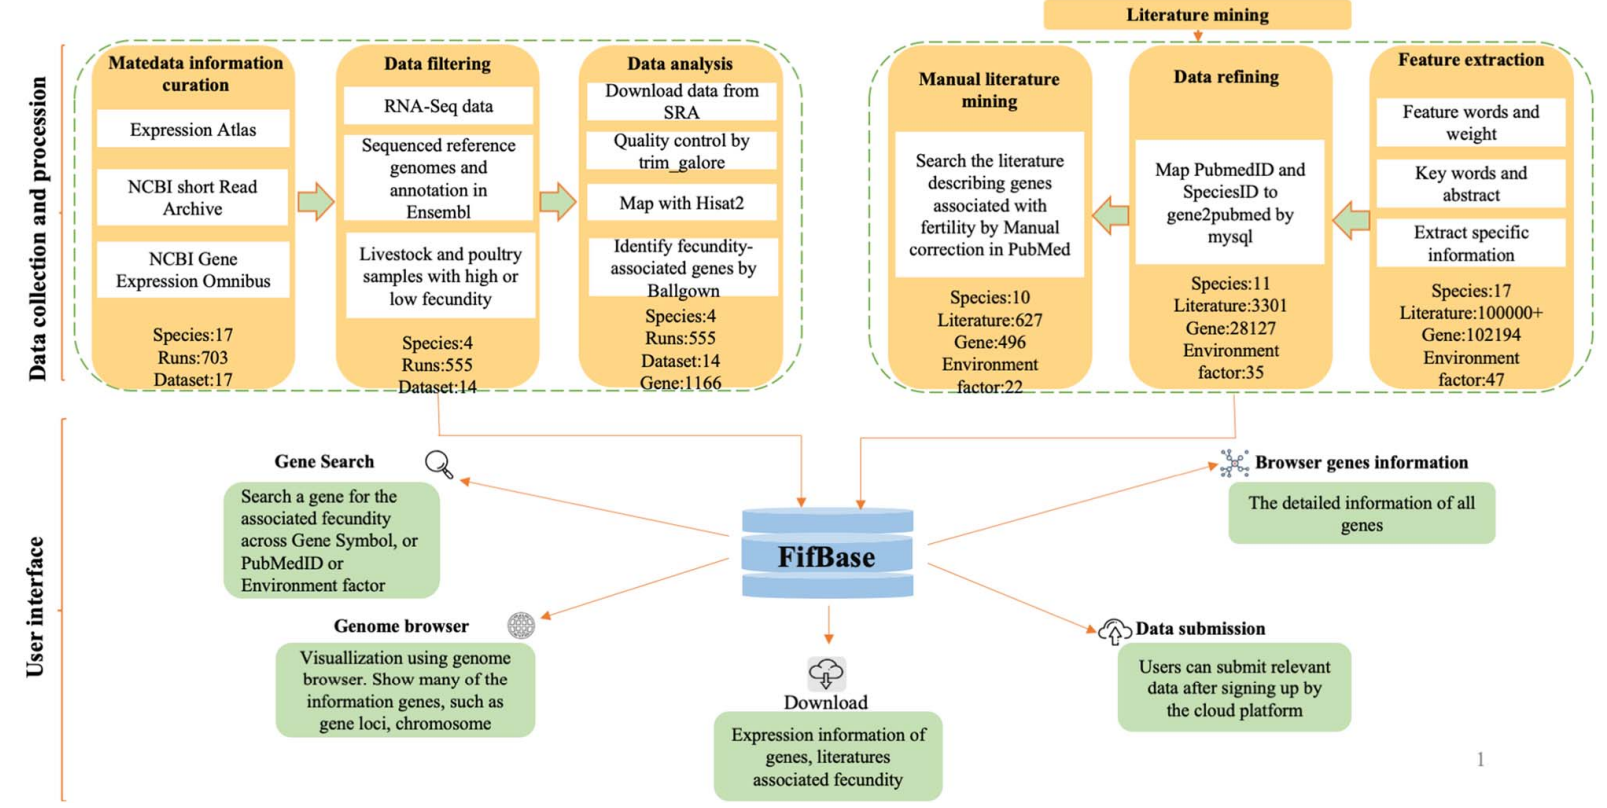 Literature mining
Data collection and procession
Matedata information
curation
Expression Atlas
NCBI short Read
Archive
NCBI Gene
Expression Omnibus
Species:17
Runs:703
Dataset:17
Data filtering
RNA-Seq data
Sequenced reference
genomes and
annotation in
Ensembl
Livestock and poultry
samples with high or
low fecundity
Species:4
Runs:555
Dataset:14
Data analysis
Download data from
SRA
Quality control by
trim_galore
Map with Hisat2
Identify fecundity-
associated genes by
Ballgown
Species:4
Runs:555
Dataset:14
Gene:1166
Manual literature
mining
Search the literature
describing genes
associated with
fertility by Manual
correction in PubMed
Species:10
Literature:627
Gene:496
Environment
factor:22
Data refining
Map PubmedID and
SpeciesID to
gene2pubmed by
mysql
Species:11
Literature:3301
Gene:28127
Environment
factor:35
Feature extraction
Feature words and
weight
Key words and
abstract
Extract specific
information
Species:17
Literature:100000+
Gene:102194
Environment
factor:47
User interface
Gene Search
Search a gene for the
associated fecundity
across Gene Symbol, or
PubMedID or
Environment factor
Genome browser
Visuallization using genome
browser. Show many of the
information genes, such as
gene loci, chromosome
FifBase
Download
Expression information of
genes, literatures
associated fecundity
Browser genes information
The detailed information of all
genes
Data submission
Users can submit relevant
data after signing up by
the cloud platform
1